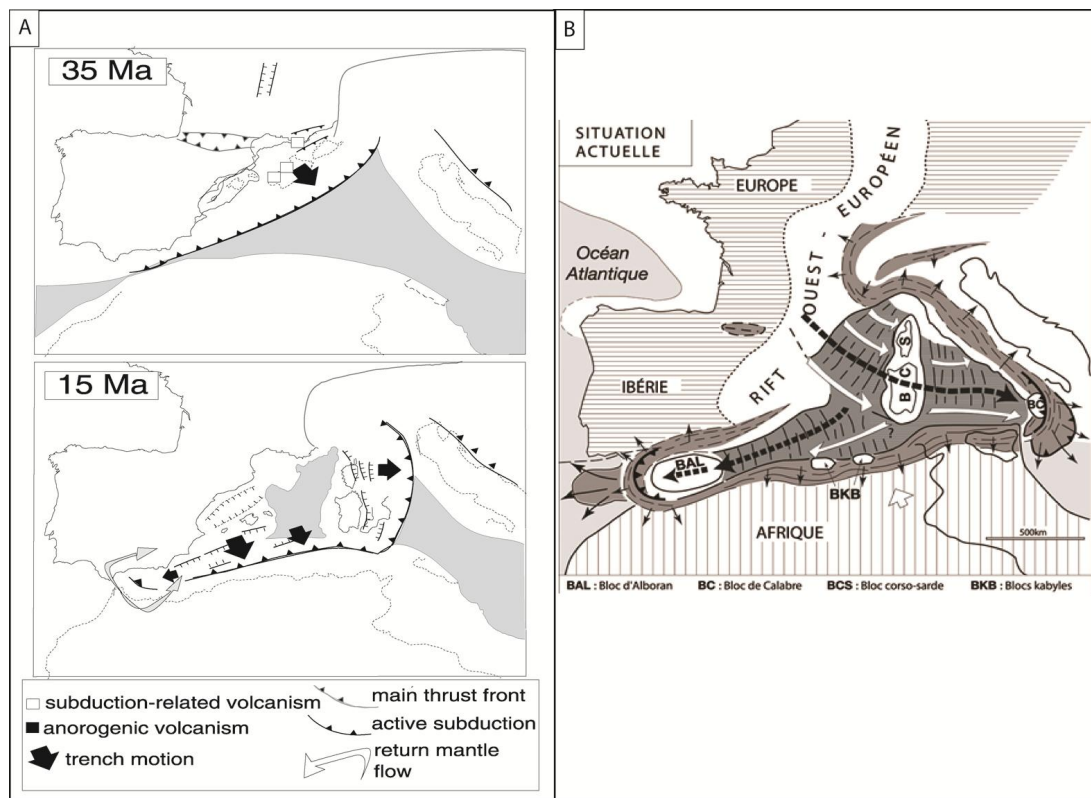 A
35 Ma
15 Ma
subduction-related volcanism
anorogenic volcanism
trench motion
main thrust front
active subduction
return mantle
flow
B
SITUATION
ACTUELLE
EUROPE
OUEST - EUROPÉEN
RIFT
Océan
Atlantique
IBÉRIE
BCS
BC
BAL
BKB
AFRIQUE
500km
BAL : Bloc d'Alboran BC : Bloc de Calabre BCS : Bloc corso-sarde BKB : Blocs kabyles